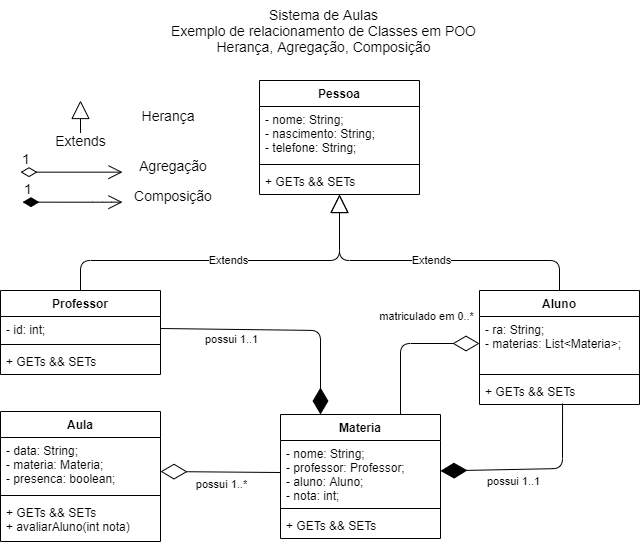 Sistema de Aulas
Exemplo de relacionamento de Classes em POO
Herança, Agregação, Composição
Herança
Extends
1
Agregação
1
Composição
Pessoa
- nome: String;
- nascimento: String;
- telefone: String;
+ GETs && SETs
Extends
Extends
Professor
- id: int;
+ GETs && SETs
possui 1..1
matriculado em 0..*
Aluno
- ra: String;
- materias: List<Materia>;
+ GETs && SETs
Aula
- data: String;
- materia: Materia;
- presenca: boolean;
+ GETs && SETs
+ avaliarAluno(int nota)
possui 1..*
Materia
- nome: String;
- professor: Professor;
- aluno: Aluno;
- nota: int;
+ GETs && SETs
possui 1..1